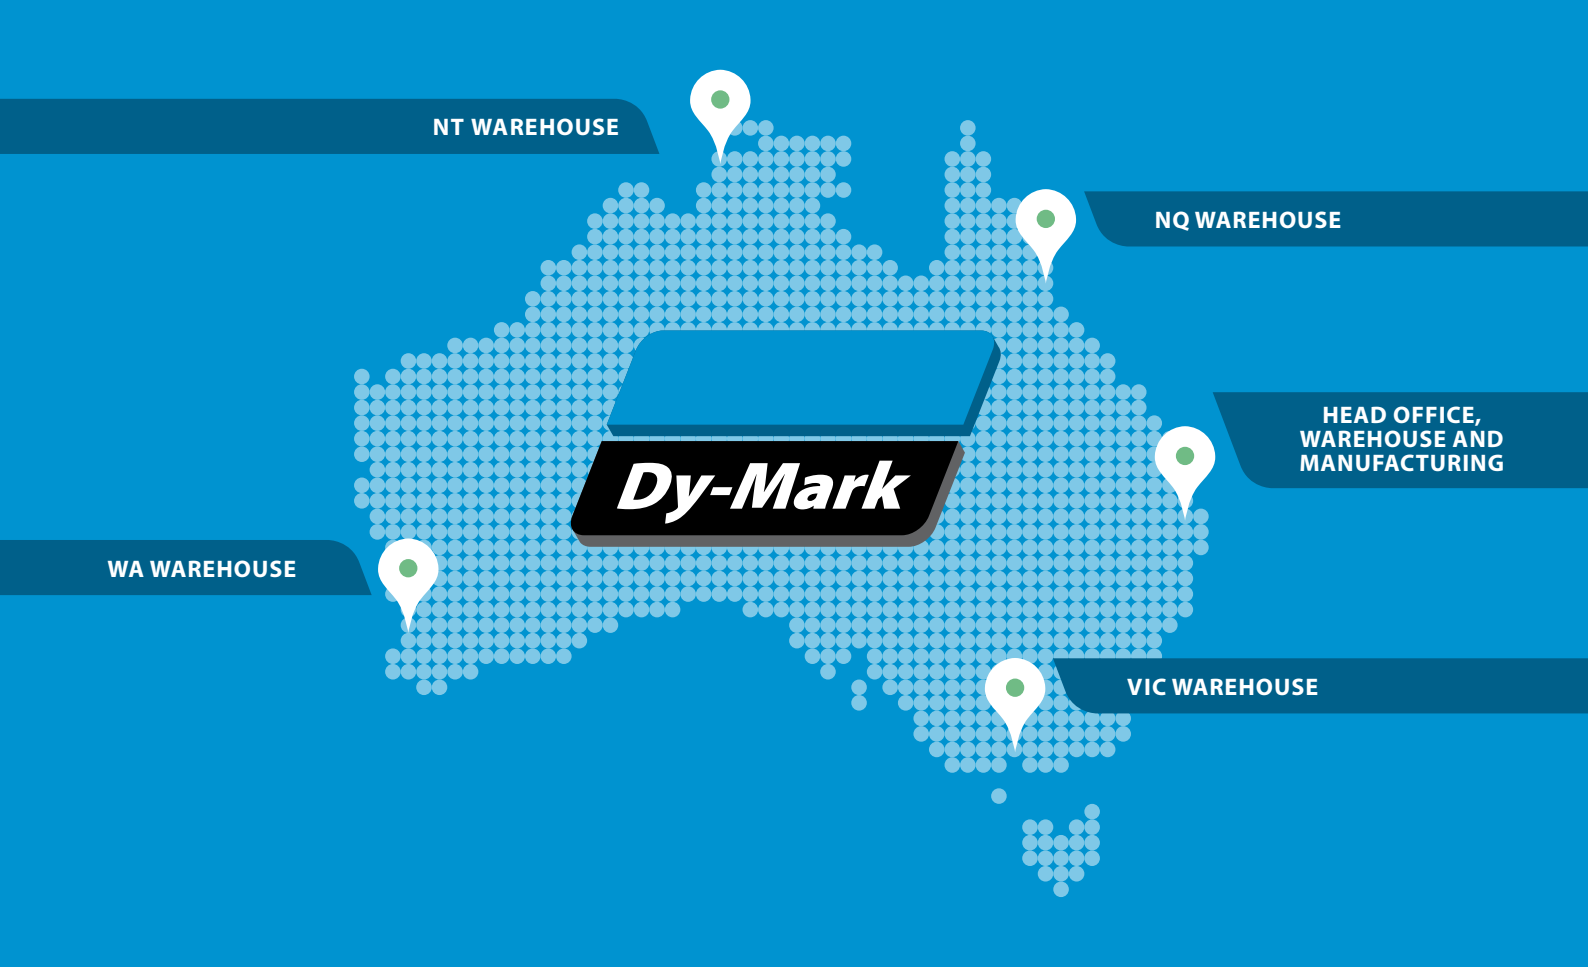 NT WAREHOUSE
NQ WAREHOUSE
HEAD OFFICE,
WAREHOUSE AND
MANUFACTURING
Dy-Mark
WA WAREHOUSE
VIC WAREHOUSE